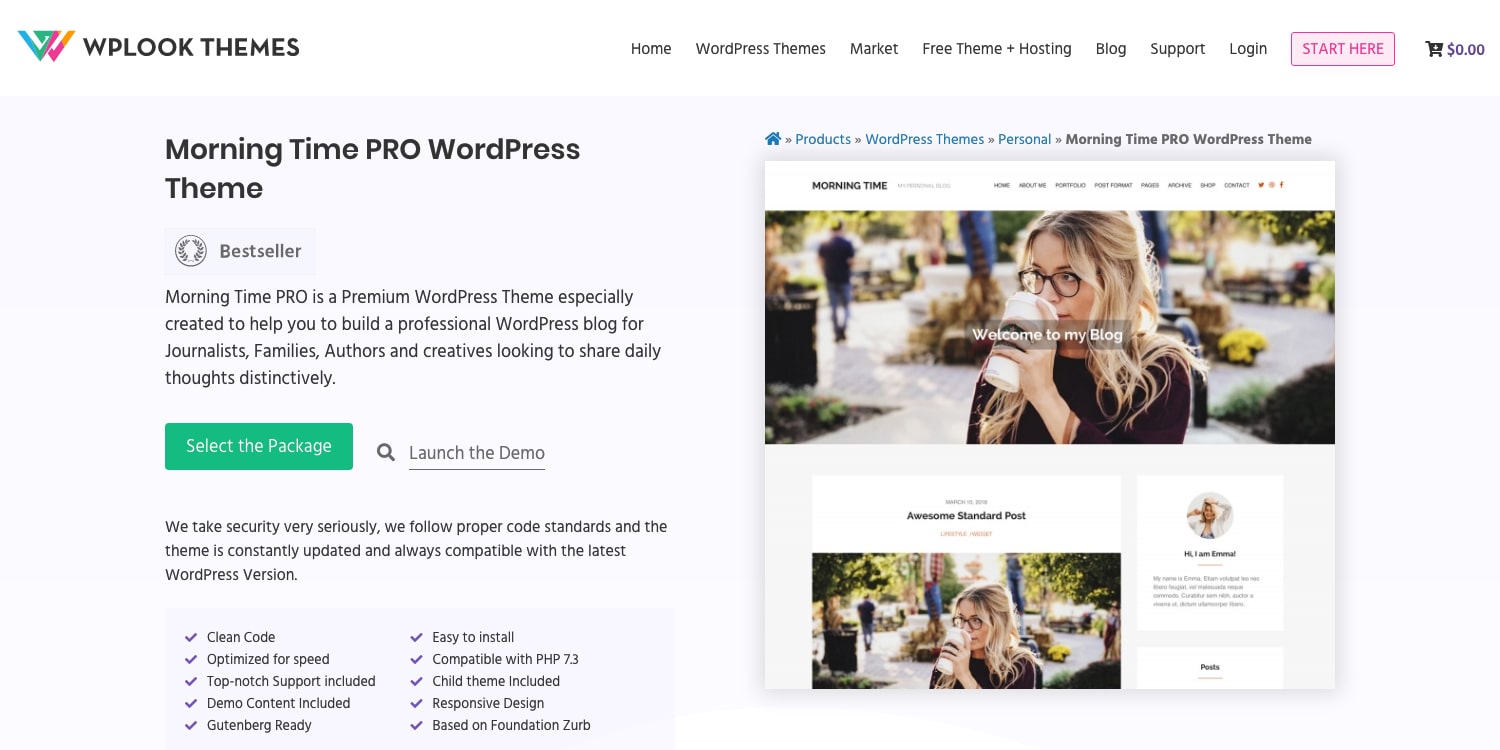 WPLOOK THEMES
Home WordPress Themes Market Free Theme + Hosting Blog Support Login START HERE $0.00
Morning Time PRO WordPress
Theme
Bestseller
Morning Time PRO is a Premium WordPress Theme especially
created to help you to build a professional WordPress blog for
Journalists, Families, Authors and creatives looking to share daily
thoughts distinctively.
Select the Package
Launch the Demo
We take security very seriously, we follow proper code standards and the
theme is constantly updated and always compatible with the latest
WordPress Version.
Clean Code
Optimized for speed
Top-notch Support included
Demo Content Included
Gutenberg Ready
Easy to install
Compatible with PHP 7.3
Child theme Included
Responsive Design
Based on Foundation Zurb
» Products » WordPress Themes » Personal » Morning Time PRO WordPress Theme
MORNING TIME MY PERSONAL BLOG HOME ABOUT ME PORTFOLIO POST FORMAT PAGES ARCHIVE SHOP CONTACT
Welcome to my Blog
MARCH 10, 2018
Awesome Standard Post
LIFESTYLE / WIDGET
Hi, I am Emma!
My name is Emma, Etiam volutpat leo nec
libero feugiat, vel malesuada neque
commodo. Curabitur sem nibh, auctor a
viverra ut, dictum ullamcorper libero.
Posts